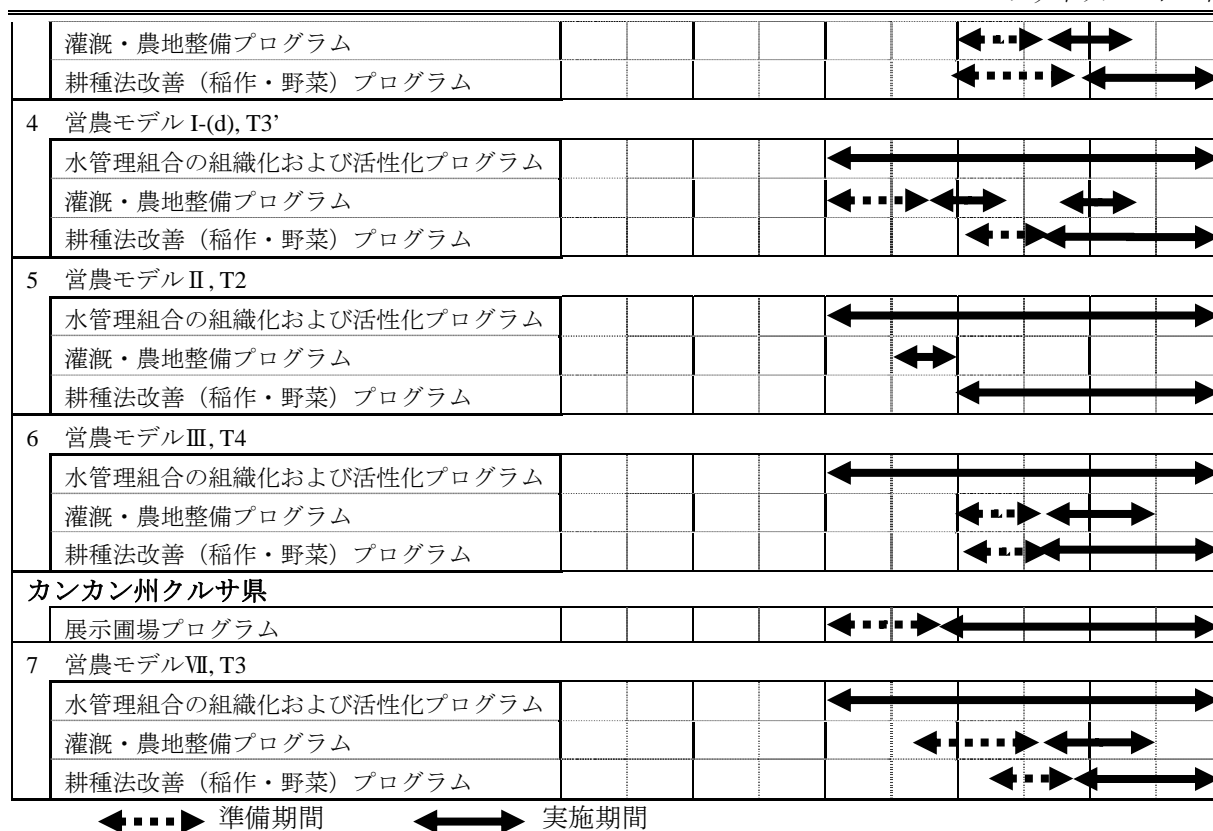 灌漑・農地整備プログラム
耕種法改善（稲作・野菜）プログラム
4 営農モデル I-(d), T3’
水管理組合の組織化および活性化プログラム
灌漑・農地整備プログラム
耕種法改善（稲作・野菜）プログラム
5 営農モデルⅡ, T2
水管理組合の組織化および活性化プログラム
灌漑・農地整備プログラム
耕種法改善（稲作・野菜）プログラム
6 営農モデルⅢ, T4
水管理組合の組織化および活性化プログラム
灌漑・農地整備プログラム
耕種法改善（稲作・野菜）プログラム
カンカン州クルサ県
展示圃場プログラム
7 営農モデルⅦ, T3
水管理組合の組織化および活性化プログラム
灌漑・農地整備プログラム
耕種法改善（稲作・野菜）プログラム
準備期間 実施期間